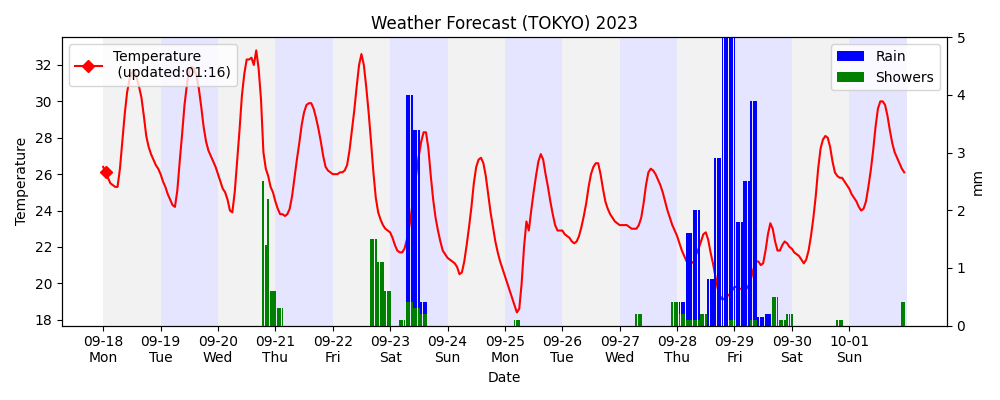 Weather Forecast (TOKYO) 2023
Temperature
(updated:01:16)
Rain
Showers
Temperature
32
30
28
26
24
22
20
18
5
4
3
2
1
0
mm
09-18 09-19 09-20 09-21 09-22 09-23 09-24 09-25 09-26 09-27 09-28 09-29 09-30 10-01
Mon Tue Wed Thu Fri Sat Sun Mon Tue Wed Thu Fri Sat Sun
Date